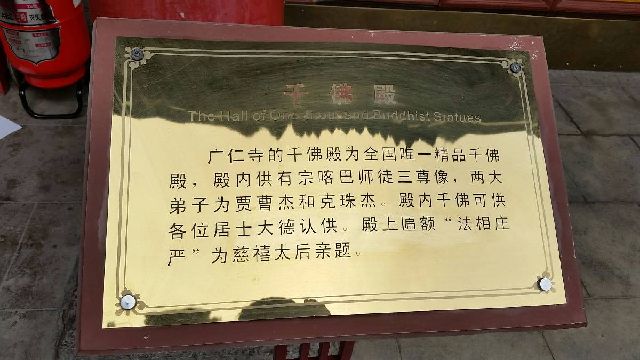 千佛殿
The Hall of One Thousand Buddhist Statues
广仁寺的千佛殿为全国唯一精品千佛
殿，殿内供有宗喀巴师徒三尊像，两大
弟子为贾曹杰和克珠杰。殿内千佛可供
各位居士大德认供。殿上匾额“法相庄
严”为慈禧太后亲题。